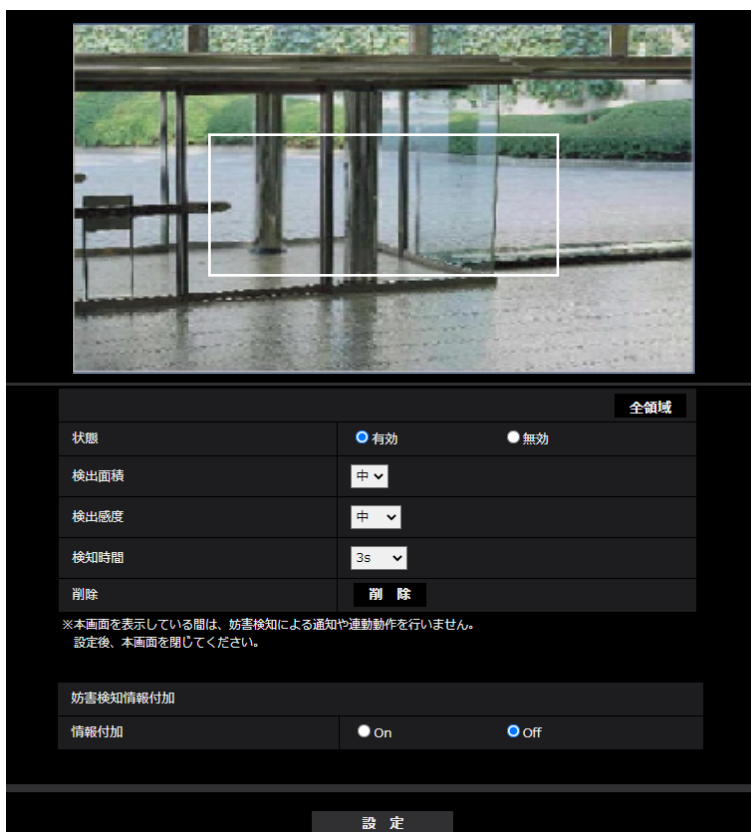 全領域
状態 有効 無効
検出面積 中
検出感度 中
検知時間 3s
削除 削 除
※本画面を表示している間は、妨害検知による通知や連動動作を行いません。
設定後、本画面を閉じてください。
妨害検知情報付加
情報付加 On Off
設 定